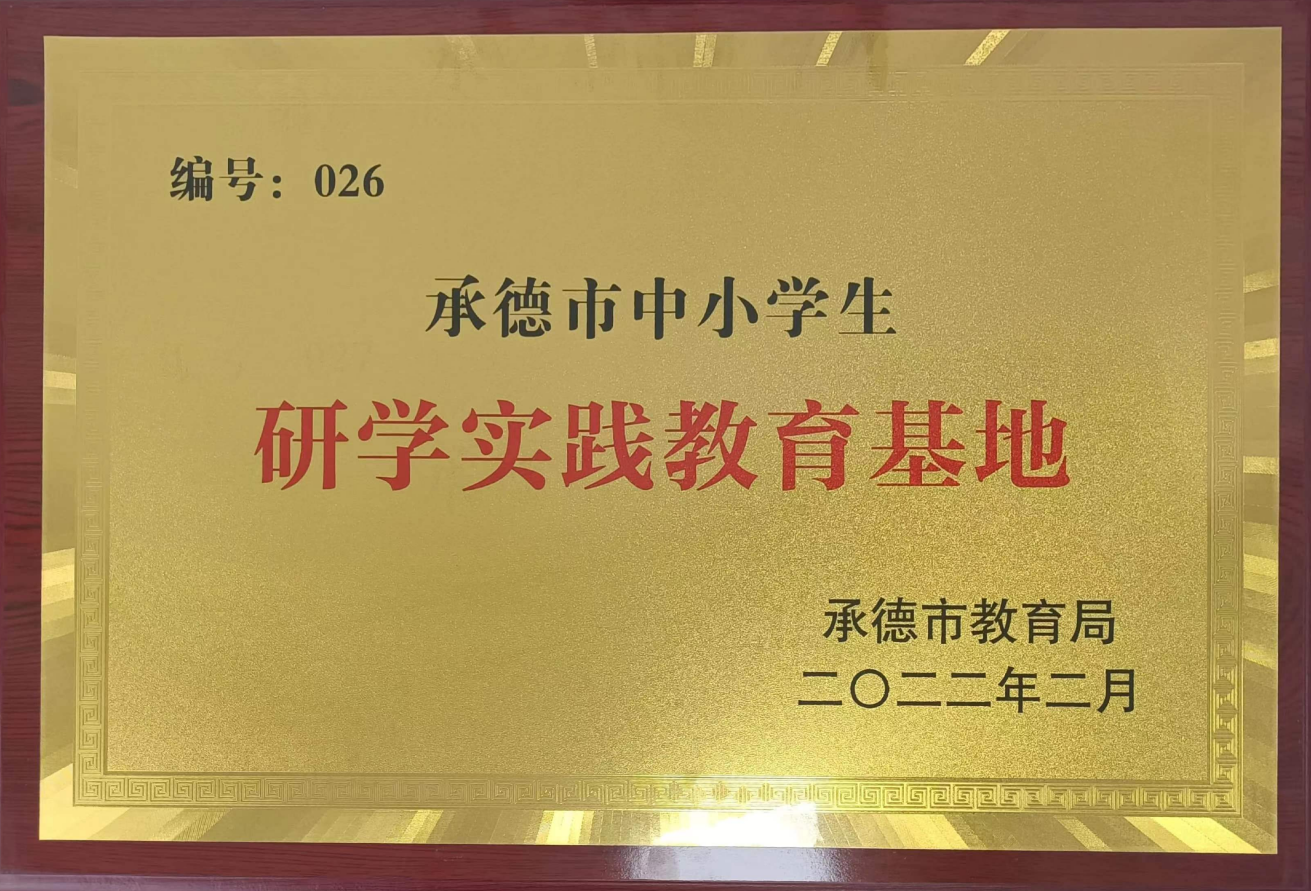 编号：026
承德市中小学生
研学实践教育基地
承德市教育局
二〇二二年二月